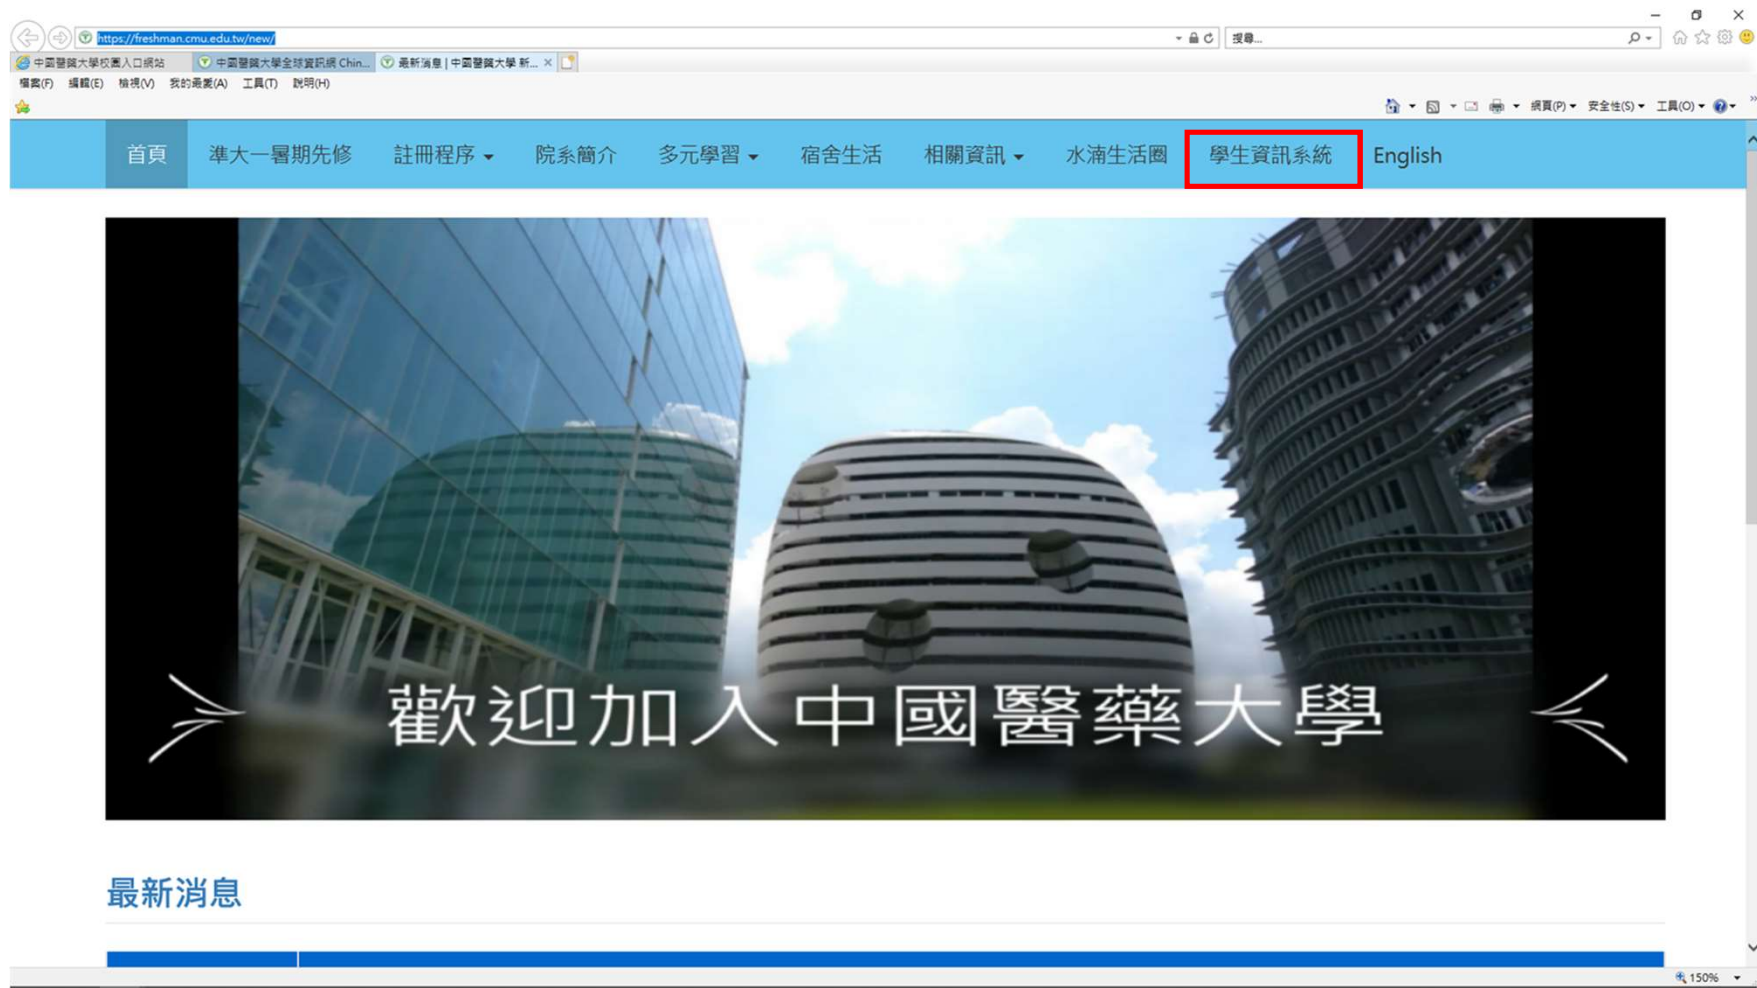 https://freshman.cmu.edu.tw/new/
搜尋...
中國醫藥大學校園入口網站
中國醫藥大學全球資訊網 Chin...
最新消息 | 中國醫藥大學 新...
檔案(F) 編輯(E) 檢視(V) 我的最愛(A) 工具(T) 說明(H)
網頁(P) 安全性(S) 工具(O)
首頁 準大一暑期先修 註冊程序 院系簡介 多元學習 宿舍生活 相關資訊 水湳生活圈 學生資訊系統 English
歡迎加入中國醫藥大學
最新消息
150%